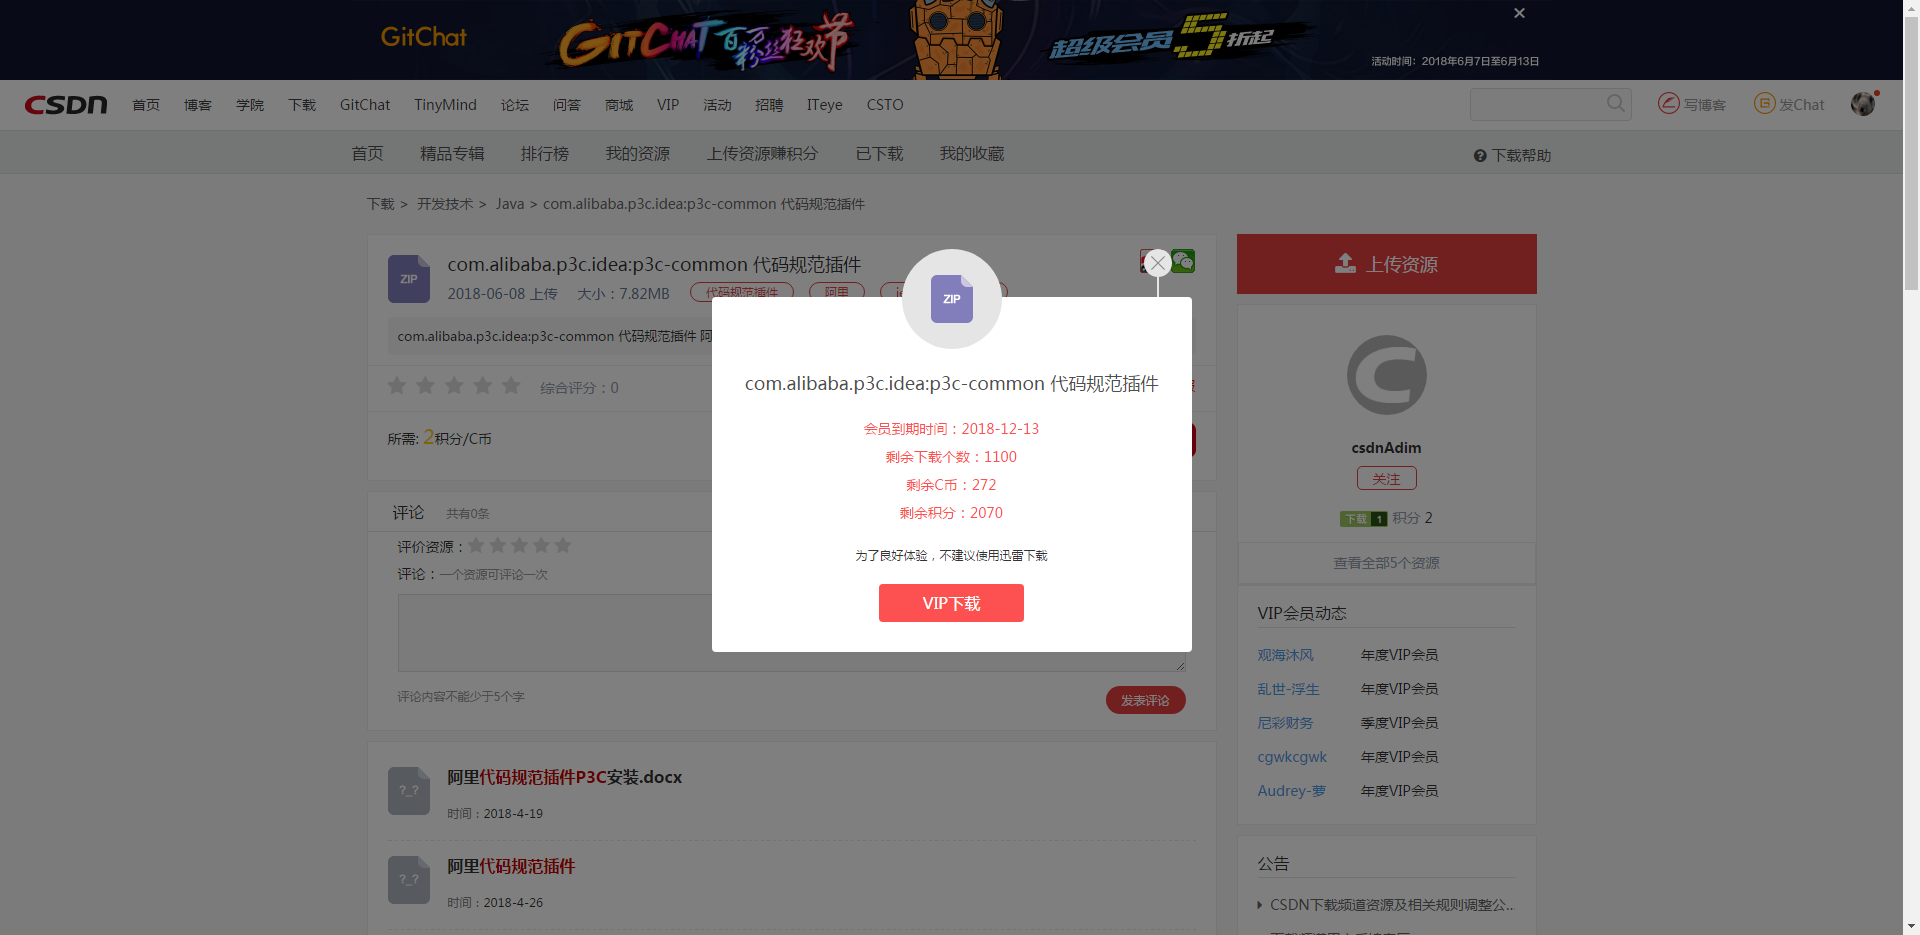 GitChat
GITCHAT百万粉丝狂欢节
超级会员5折起
活动时间：2018年6月7日至6月13日
CSDN 首页 博客 学院 下载 GitChat TinyMind 论坛 问答 商城 VIP 活动 招聘 ITeye CSTO 写博客 发Chat
首页 精品专辑 排行榜 我的资源 上传资源赚积分 已下载 我的收藏 下载帮助
下载 > 开发技术 > Java > com.alibaba.p3c.idea:p3c-common 代码规范插件
ZIP com.alibaba.p3c.idea:p3c-common 代码规范插件
2018-06-08 上传 大小：7.82MB 代码规范插件 阿里
com.alibaba.p3c.idea:p3c-common 代码规范插件 阿
综合评分：0
所需: 2积分/C币
评论 共有0条
评价资源：
评论：一个资源可评论一次
评论内容不能少于5个字
发表评论
ZIP
com.alibaba.p3c.idea:p3c-common 代码规范插件
会员到期时间：2018-12-13
剩余下载个数：1100
剩余C币：272
剩余积分：2070
为了良好体验，不建议使用迅雷下载
VIP下载
?_? 阿里代码规范插件P3C安装.docx
时间：2018-4-19
?_? 阿里代码规范插件
时间：2018-4-26
上传资源
csdnAdim
关注
下载 1 积分 2
查看全部5个资源
VIP会员动态
观海沐风 年度VIP会员
乱世-浮生 年度VIP会员
尼彩财务 季度VIP会员
cgwkcgwk 年度VIP会员
Audrey-萝 年度VIP会员
公告
CSDN下载频道资源及相关规则调整公...